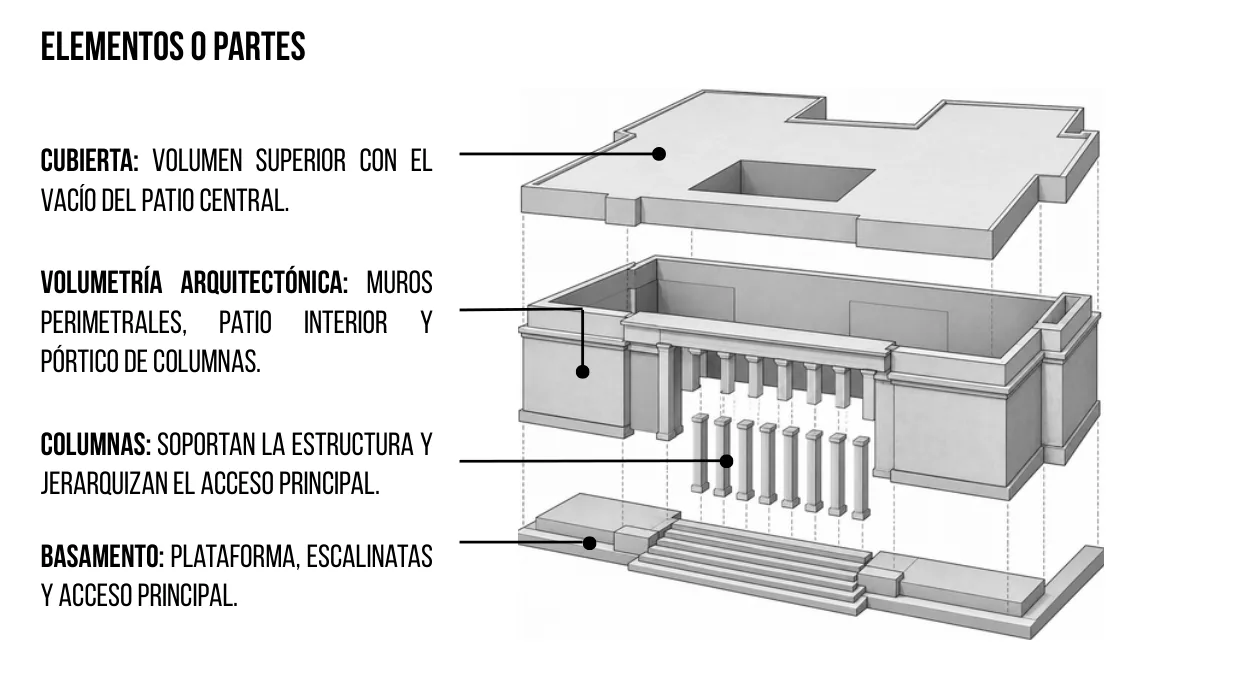 ELEMENTOS O PARTES
CUBIERTA: VOLUMEN SUPERIOR CON EL
VACÍO DEL PATIO CENTRAL.
VOLUMETRÍA ARQUITECTÓNICA: MUROS
PERIMETRALES, PATIO INTERIOR Y
PÓRTICO DE COLUMNAS.
COLUMNAS: SOPORTAN LA ESTRUCTURA Y
JERARQUIZAN EL ACCESO PRINCIPAL.
BASAMENTO: PLATAFORMA, ESCALINATAS
Y ACCESO PRINCIPAL.